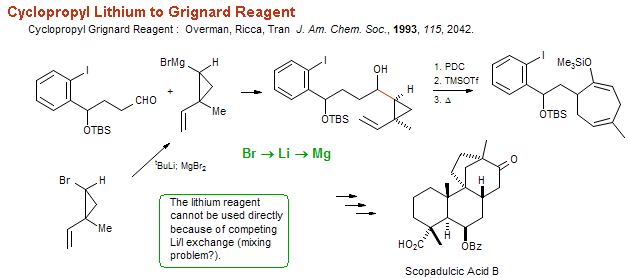 Cyclopropyl Lithium to Grignard Reagent
Cyclopropyl Grignard Reagent : Overman, Ricca, Tran J. Am. Chem. Soc., 1993, 115, 2042.
I
CHO
OTBS
+
BrMg
H
Me
I
OH
H
OTBS
1. PDC
2. TMSOTf
3. Δ
I
Me3SiO
OTBS
Br → Li → Mg
tBuLi; MgBr2
Br
H
Me
The lithium reagent
cannot be used directly
because of competing
Li/I exchange (mixing
problem?).
O
H
H
HO2C
OBz
Scopadulcic Acid B